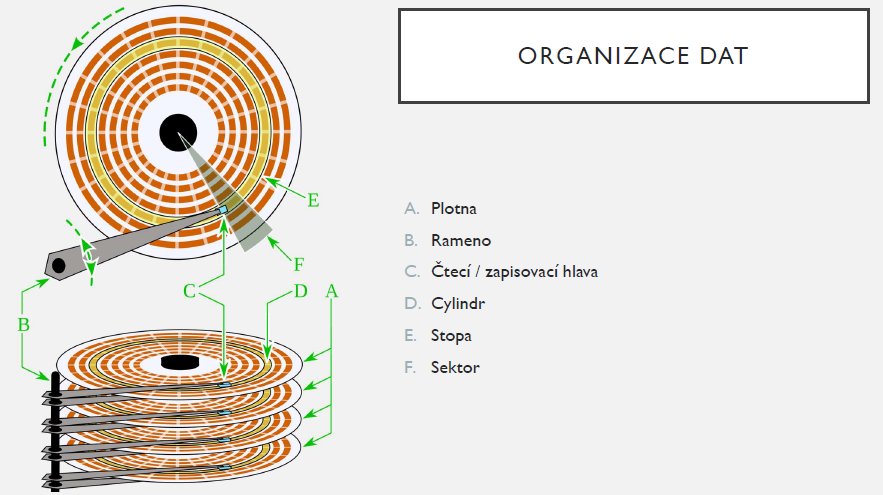 ORGANIZACE DAT
A. Plotna
B. Rameno
C. Čtecí / zapisovací hlava
D. Cylindr
E. Stopa
F. Sektor
E
F
C
D
A
B